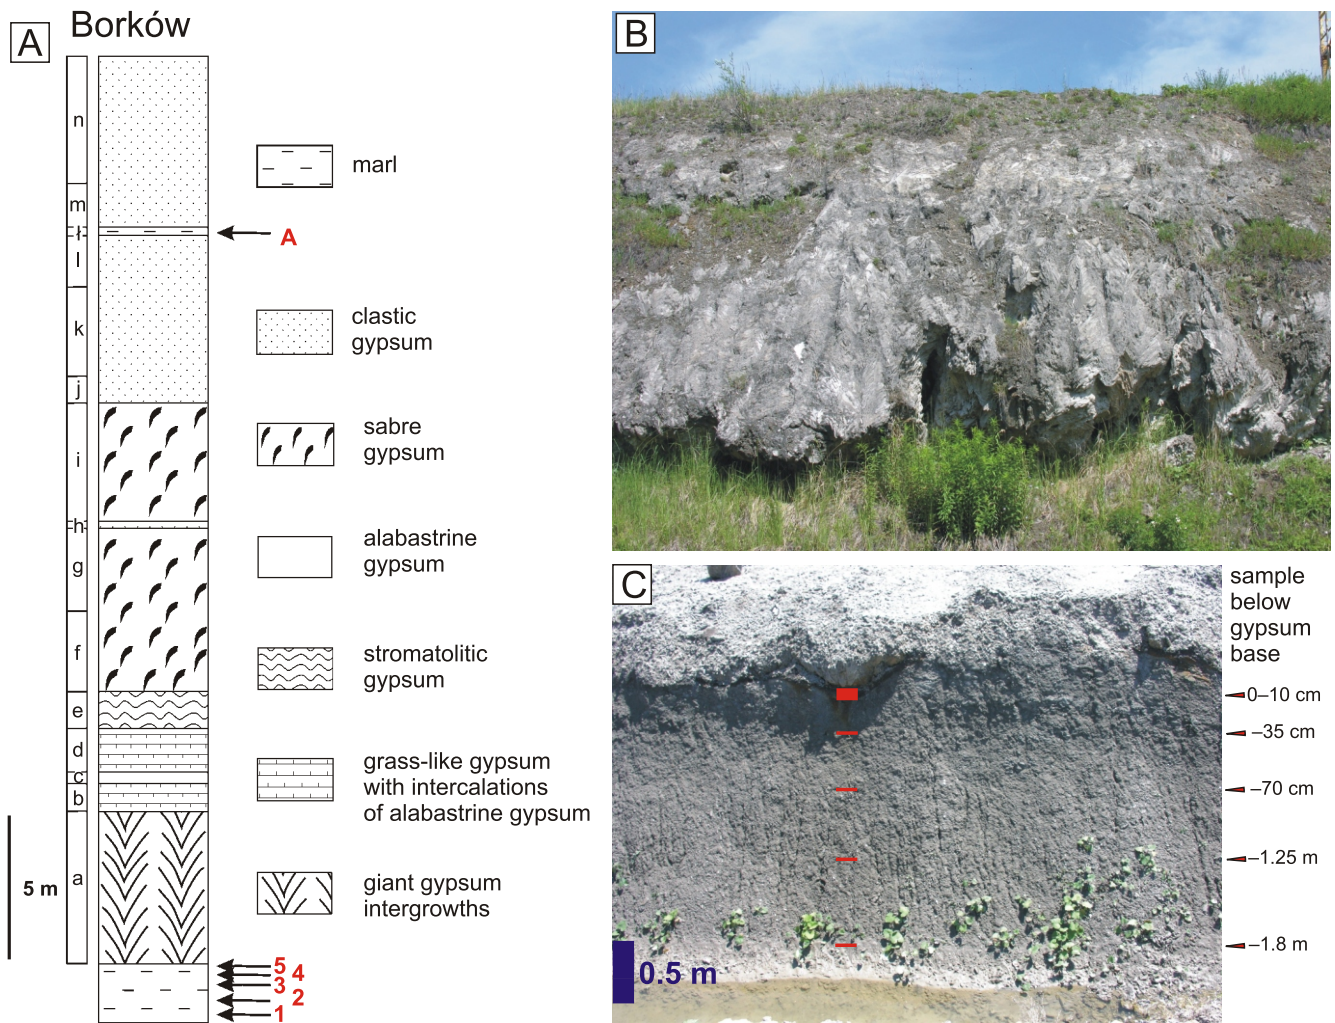 A
Borków
n
m
ł
l
k
j
i
h
g
f
e
d
c
b
a
5 m
A
5
4
3
2
1
marl
clastic
gypsum
sabre
gypsum
alabastrine
gypsum
stromatolitic
gypsum
grass-like gypsum
with intercalations
of alabastrine gypsum
giant gypsum
intergrowths
B
C
0.5 m
sample
below
gypsum
base
0–10 cm
–35 cm
–70 cm
–1.25 m
–1.8 m